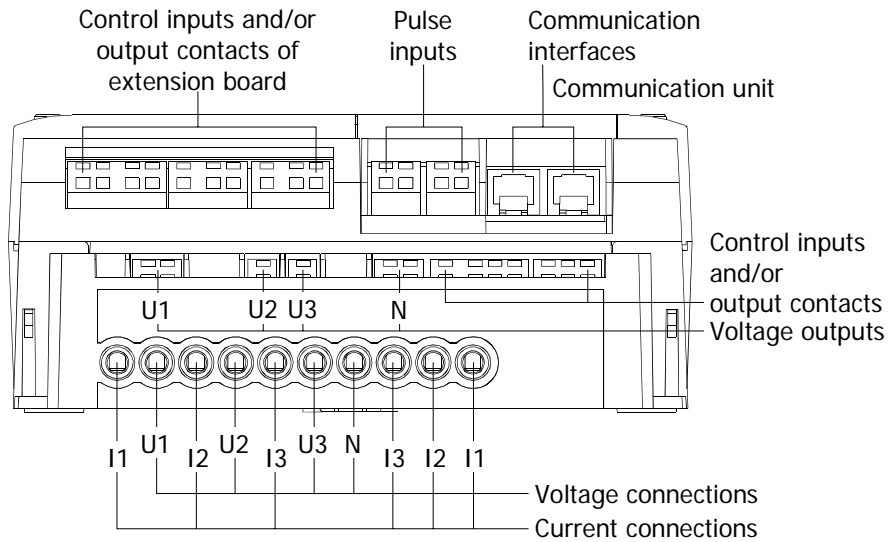 Control inputs and/or
output contacts of
extension board
Pulse
inputs
Communication
interfaces
Communication unit
Control inputs
and/or
output contacts
Voltage outputs
U1 U2 U3 N
I1 U1 I2 U2 I3 U3 N I3 I2 I1
Voltage connections
Current connections